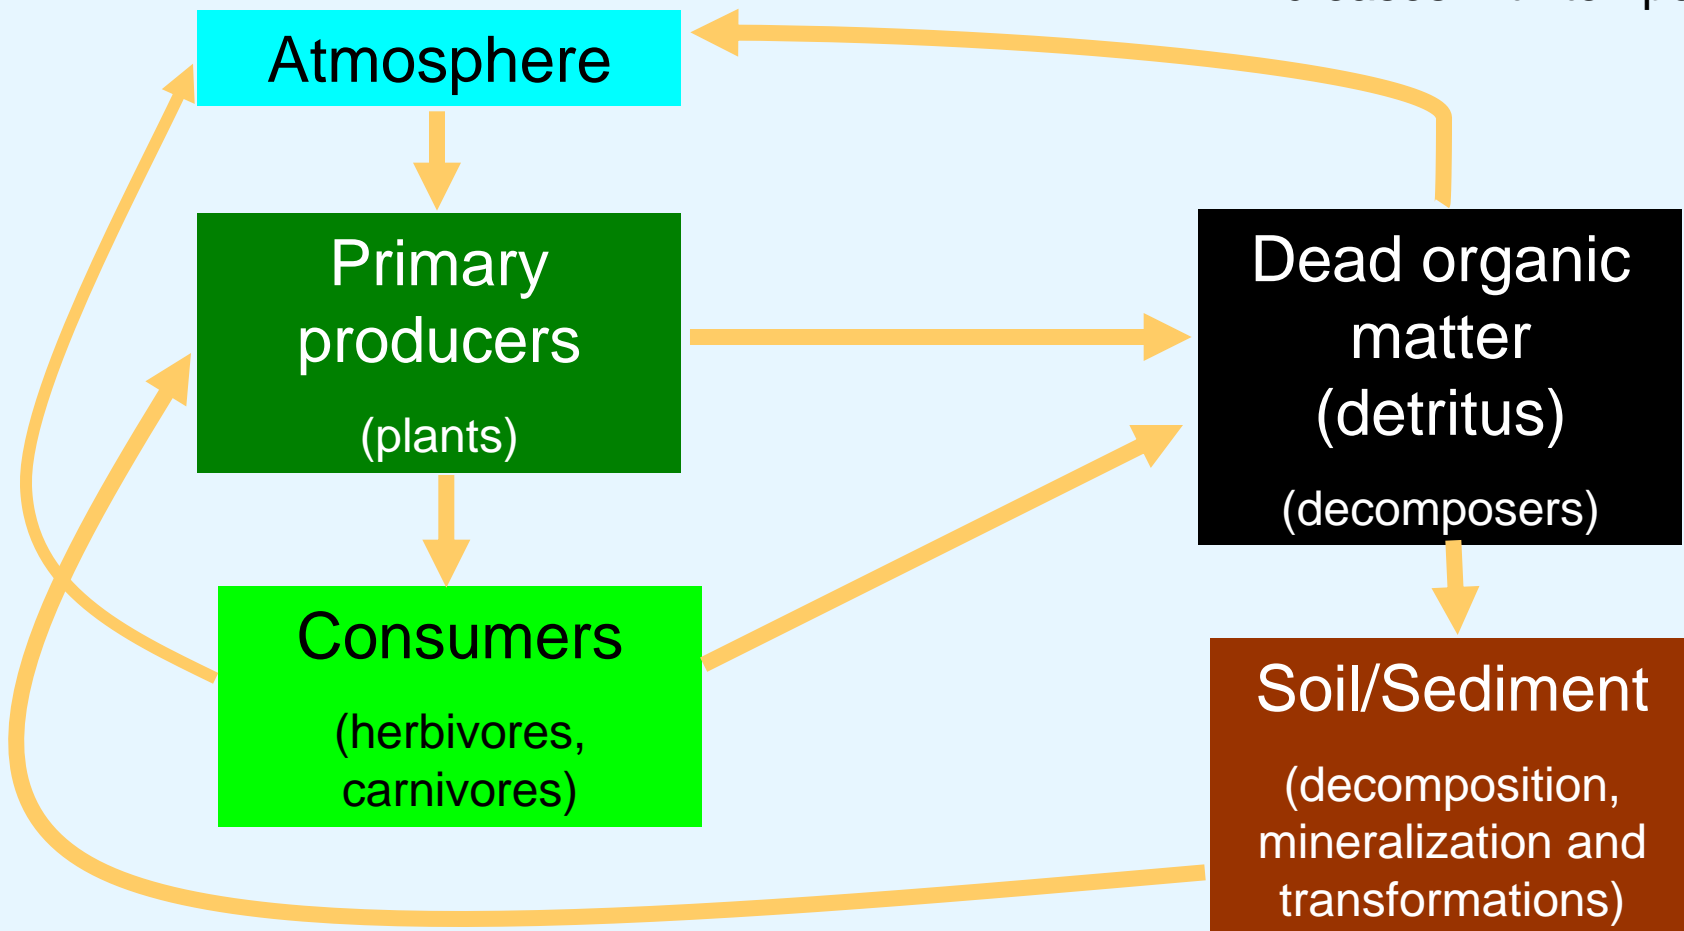 Atmosphere
Primary
producers
(plants)
Consumers
(herbivores,
carnivores)
Dead organic
matter
(detritus)
(decomposers)
Soil/Sediment
(decomposition,
mineralization and
transformations)